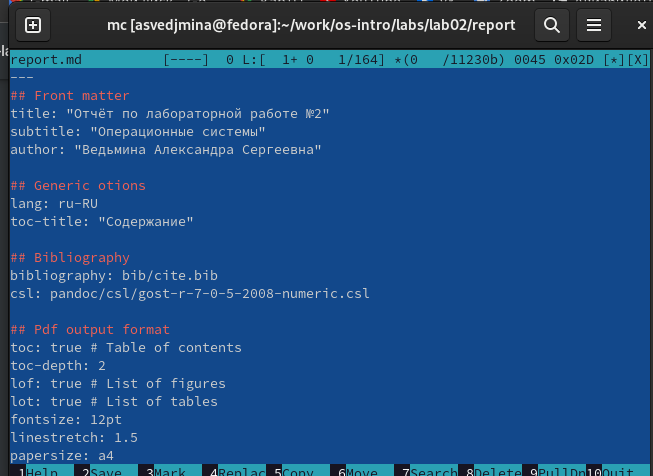 mc [asvedjmina@fedora]:~/work/os-intro/labs/lab02/report
report.md [----] 0 L:[ 1+ 0 1/164] *(0 /11230b) 0045 0x02D [*][X]
---
## Front matter
title: "Отчёт по лабораторной работе №2"
subtitle: "Операционные системы"
author: "Ведьмина Александра Сергеевна"
## Generic otions
lang: ru-RU
toc-title: "Содержание"
## Bibliography
bibliography: bib/cite.bib
csl: pandoc/csl/gost-r-7-0-5-2008-numeric.csl
## Pdf output format
toc: true # Table of contents
toc-depth: 2
lof: true # List of figures
lot: true # List of tables
fontsize: 12pt
linestretch: 1.5
papersize: a4
1Help 2Save 3Mark 4Replac 5Copy 6Move 7Search 8Delete 9PullDn 10Quit